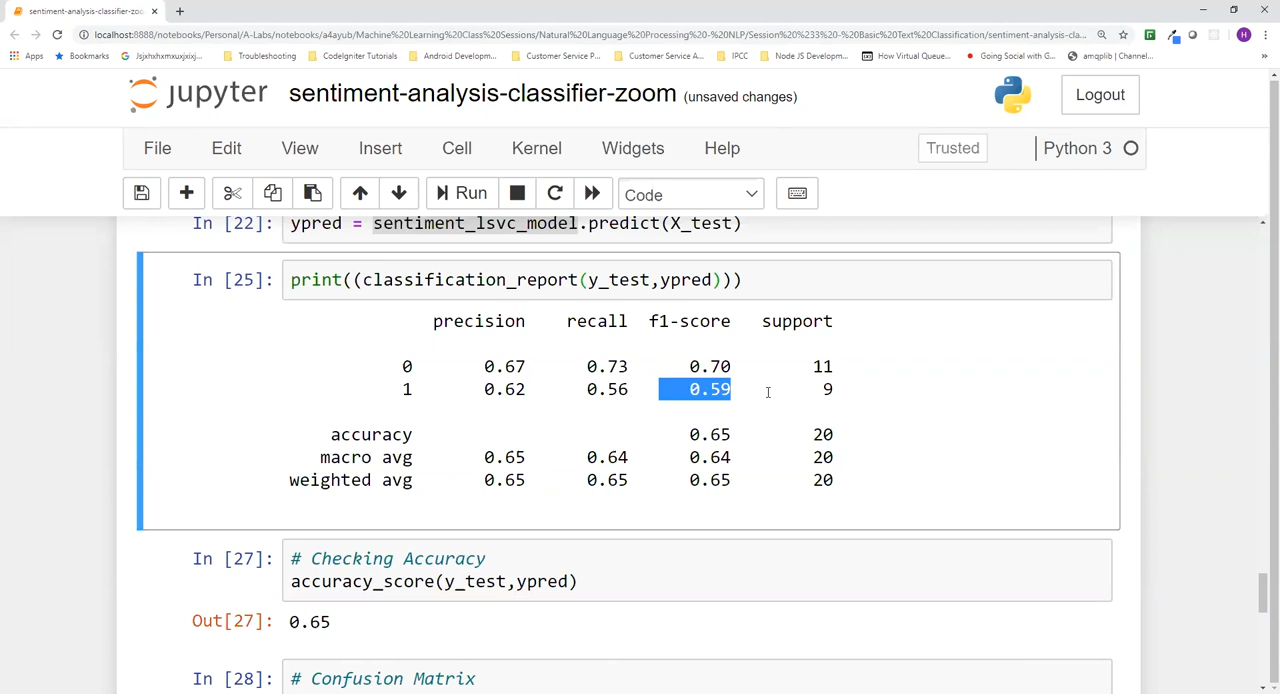 sentiment-analysis-classifier-zoo
localhost:8888/notebooks/Personal/A-Labs/notebooks/a4ayub/Machine%20Learning%20Class%20Sessions/Natural%20Language%20Processing%20-%20NLP/Session%20%233%20-%20Basic%20Text%20Classification/sentiment-analysis-cl...
Apps Bookmarks Jsjxhxmxuxjxixj... Troubleshooting CodeIgniter Tutorials Android Developm... Customer Service P... Customer Service A... IPCC Node JS Developm... How Virtual Queue... Going Social with G... amqplib | Channel... »
H
jupyter sentiment-analysis-classifier-zoom (unsaved changes) Logout
File Edit View Insert Cell Kernel Widgets Help Trusted Python 3
Run Code
In [22]: ypred = sentiment_lsvc_model.predict(X_test)
In [25]: print((classification_report(y_test,ypred)))
precision recall f1-score support
0 0.67 0.73 0.70 11
1 0.62 0.56 0.59 9
accuracy 0.65 20
macro avg 0.65 0.64 0.64 20
weighted avg 0.65 0.65 0.65 20
In [27]: # Checking Accuracy
accuracy_score(y_test,ypred)
Out[27]: 0.65
In [28]: # Confusion Matrix